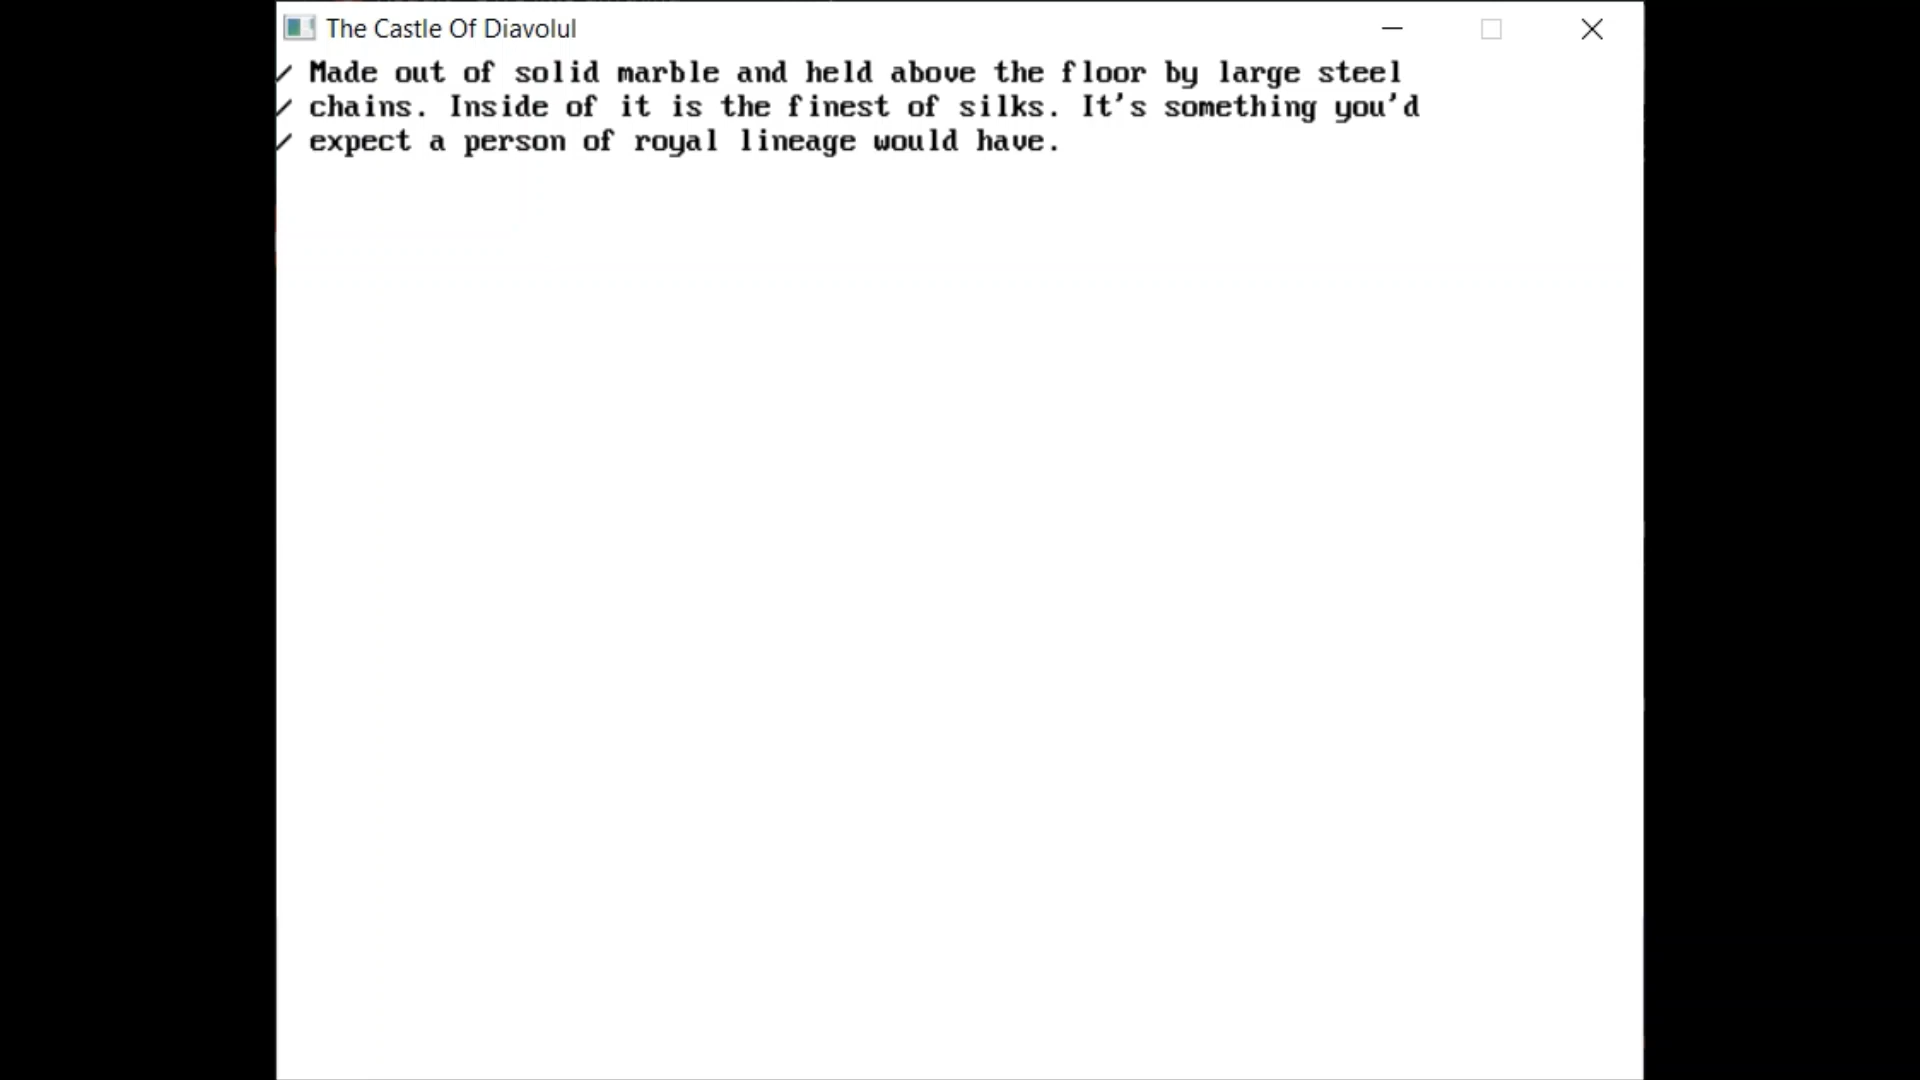 The Castle Of Diavolul
/ Made out of solid marble and held above the floor by large steel
/ chains. Inside of it is the finest of silks. It's something you'd
/ expect a person of royal lineage would have.